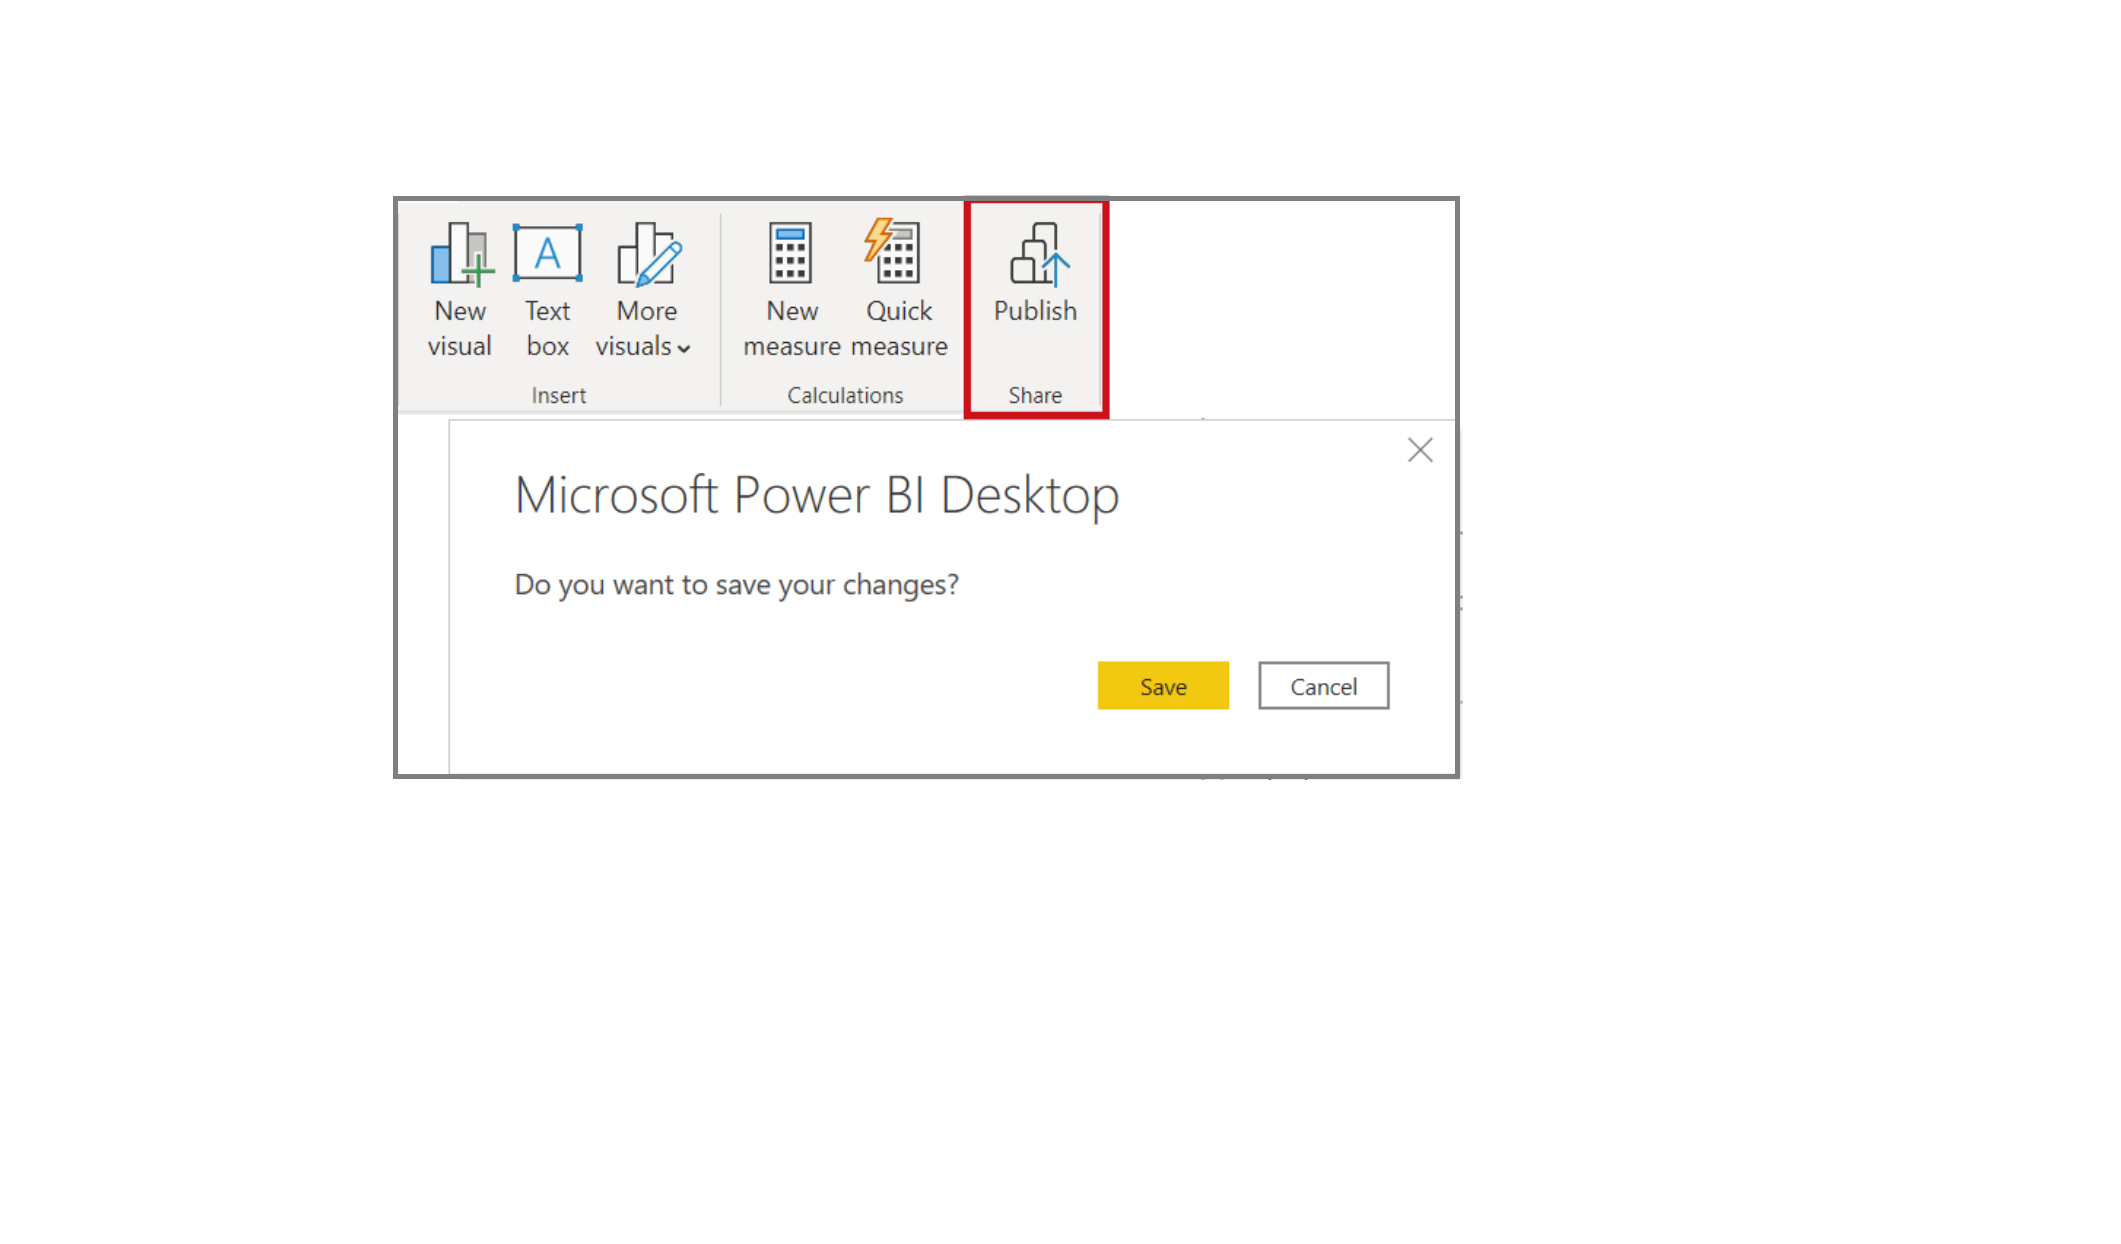 A
New visual
Text box
More visuals
New measure
Quick measure
Publish
Insert
Calculations
Share
Microsoft Power BI Desktop
Do you want to save your changes?
Save
Cancel